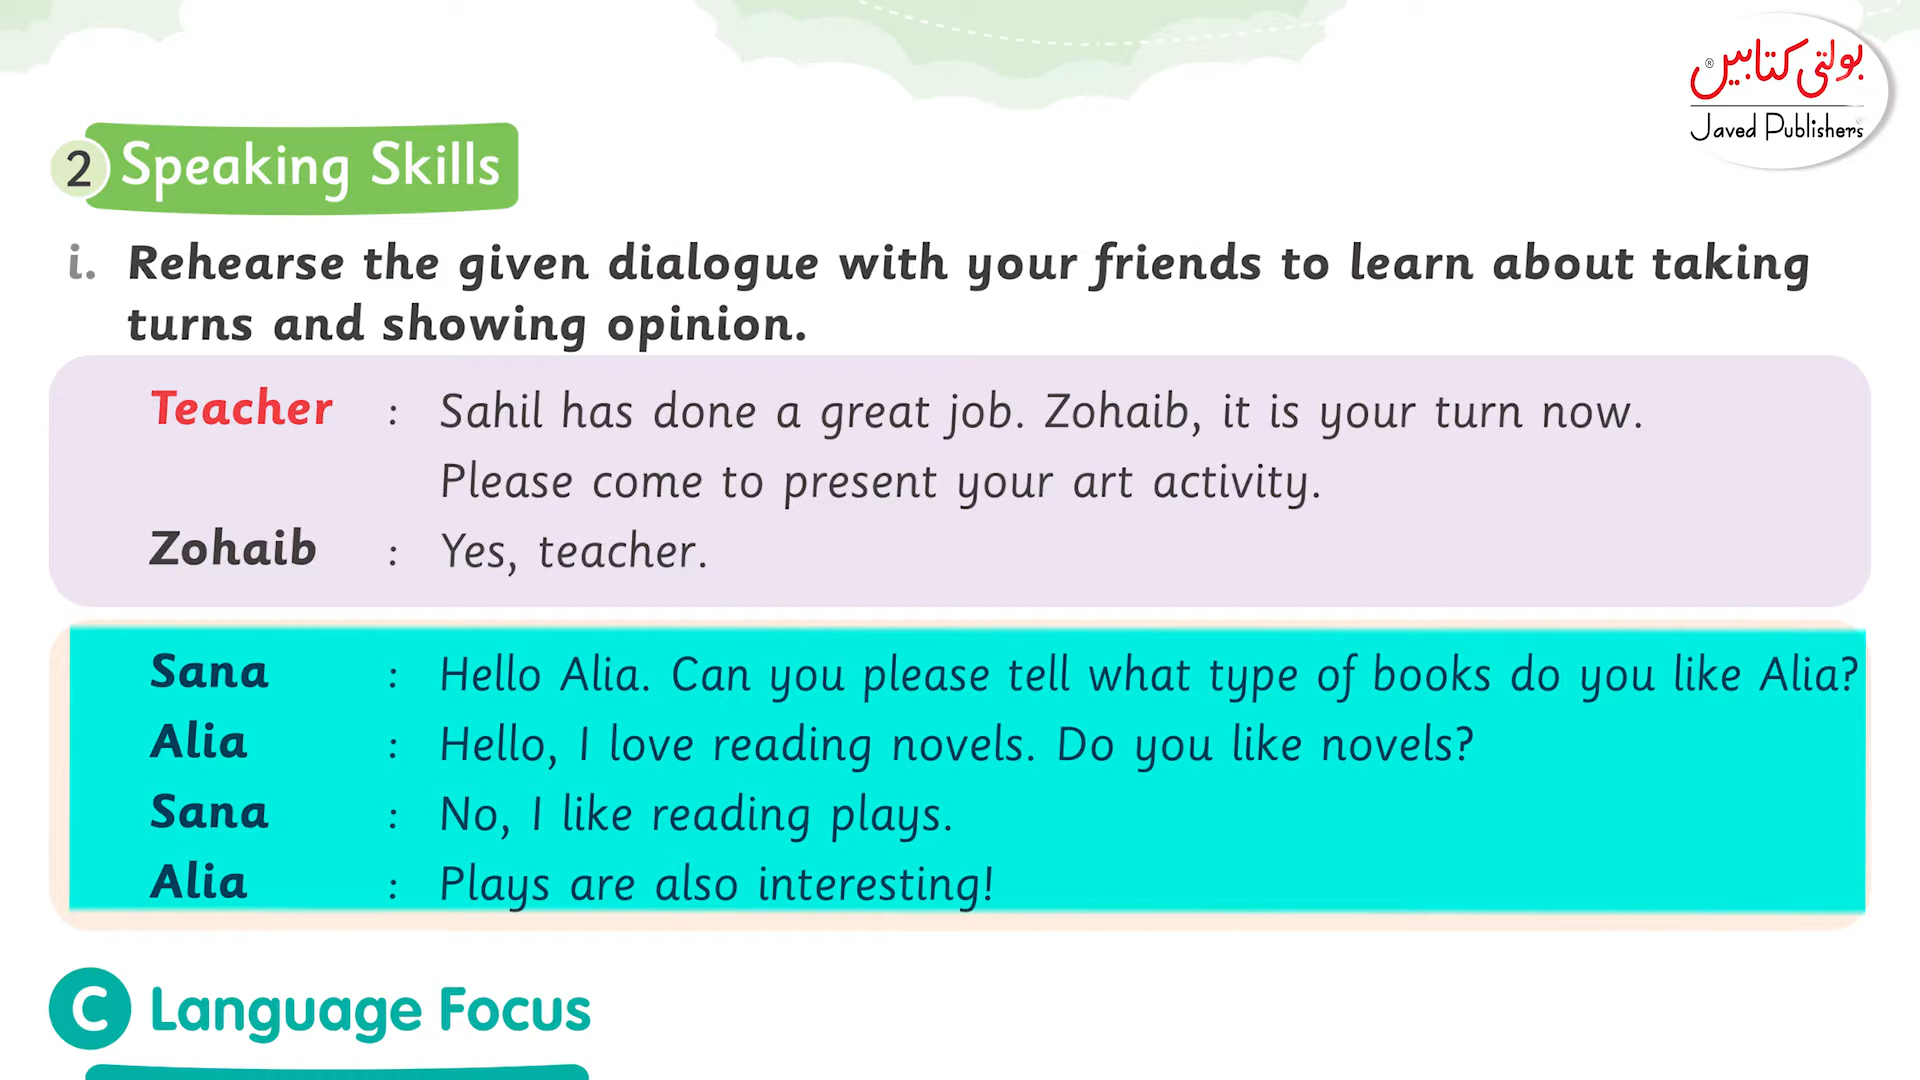 بولتی کتابیں ®
Javed Publishers
2 Speaking Skills
i. Rehearse the given dialogue with your friends to learn about taking
turns and showing opinion.
Teacher : Sahil has done a great job. Zohaib, it is your turn now.
Please come to present your art activity.
Zohaib : Yes, teacher.
Sana : Hello Alia. Can you please tell what type of books do you like Alia?
Alia : Hello, I love reading novels. Do you like novels?
Sana : No, I like reading plays.
Alia : Plays are also interesting!
C Language Focus